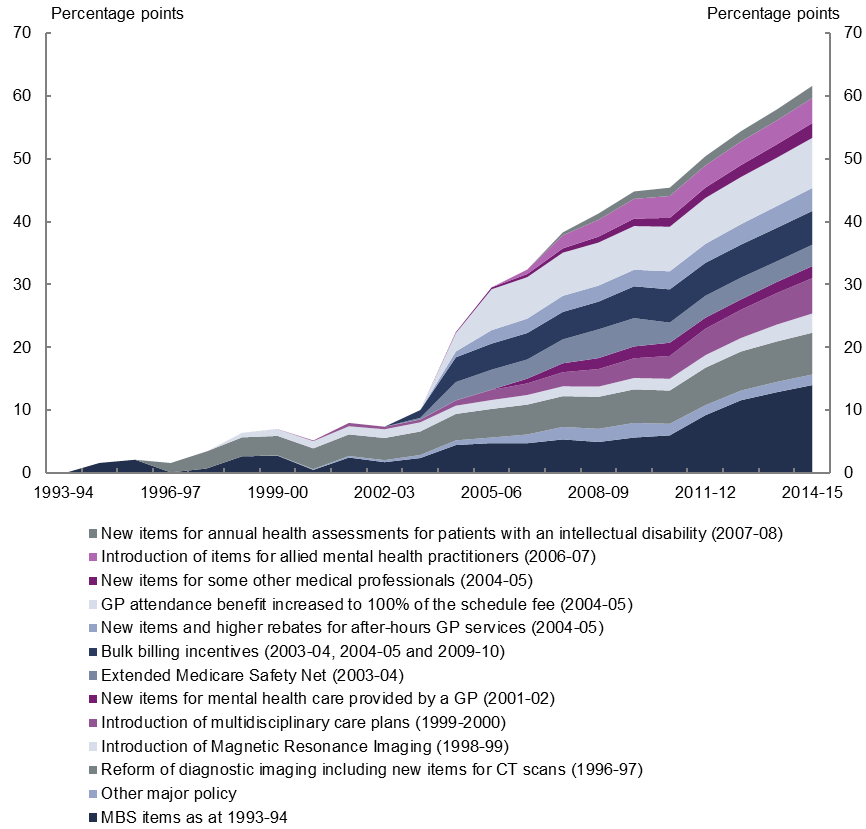 Percentage points Percentage points
70 70
60 60
50 50
40 40
30 30
20 20
10 10
0 0
1993-94 1996-97 1999-00 2002-03 2005-06 2008-09 2011-12 2014-15
New items for annual health assessments for patients with an intellectual disability (2007-08)
Introduction of items for allied mental health practitioners (2006-07)
New items for some other medical professionals (2004-05)
GP attendance benefit increased to 100% of the schedule fee (2004-05)
New items and higher rebates for after-hours GP services (2004-05)
Bulk billing incentives (2003-04, 2004-05 and 2009-10)
Extended Medicare Safety Net (2003-04)
New items for mental health care provided by a GP (2001-02)
Introduction of multidisciplinary care plans (1999-2000)
Introduction of Magnetic Resonance Imaging (1998-99)
Reform of diagnostic imaging including new items for CT scans (1996-97)
Other major policy
MBS items as at 1993-94